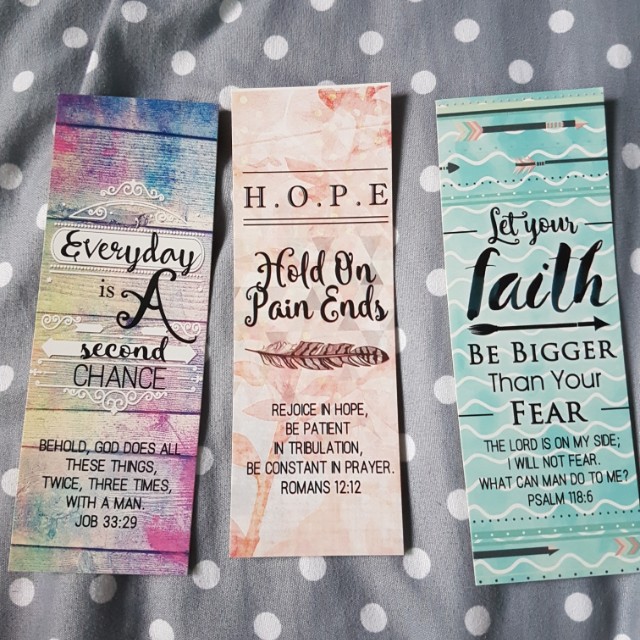 Everyday
is A
second
CHANCE
BEHOLD, GOD DOES ALL
THESE THINGS,
TWICE, THREE TIMES,
WITH A MAN.
JOB 33:29
H.O.P.E
Hold On
Pain Ends
REJOICE IN HOPE,
BE PATIENT
IN TRIBULATION,
BE CONSTANT IN PRAYER.
ROMANS 12:12
Let your
faith
BE BIGGER
THAN YOUR
FEAR
THE LORD IS ON MY SIDE;
I WILL NOT FEAR.
WHAT CAN MAN DO TO ME?
PSALM 118:6